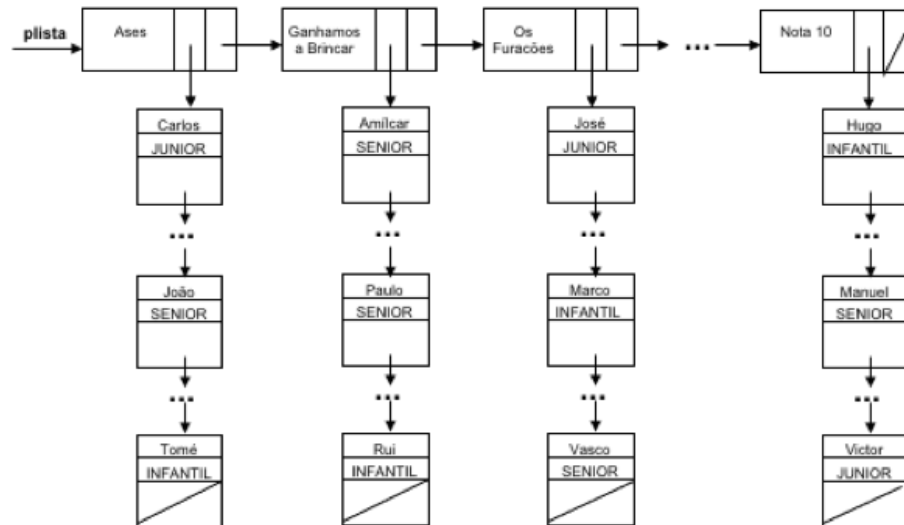 plista
Ases
Ganhamos
a Brincar
Os
Furacões
...
Nota 10
Carlos
JUNIOR
...
João
SENIOR
...
Tomé
INFANTIL
Amílcar
SENIOR
...
Paulo
SENIOR
...
Rui
INFANTIL
José
JUNIOR
...
Marco
INFANTIL
...
Vasco
SENIOR
Hugo
INFANTIL
...
Manuel
SENIOR
...
Victor
JUNIOR